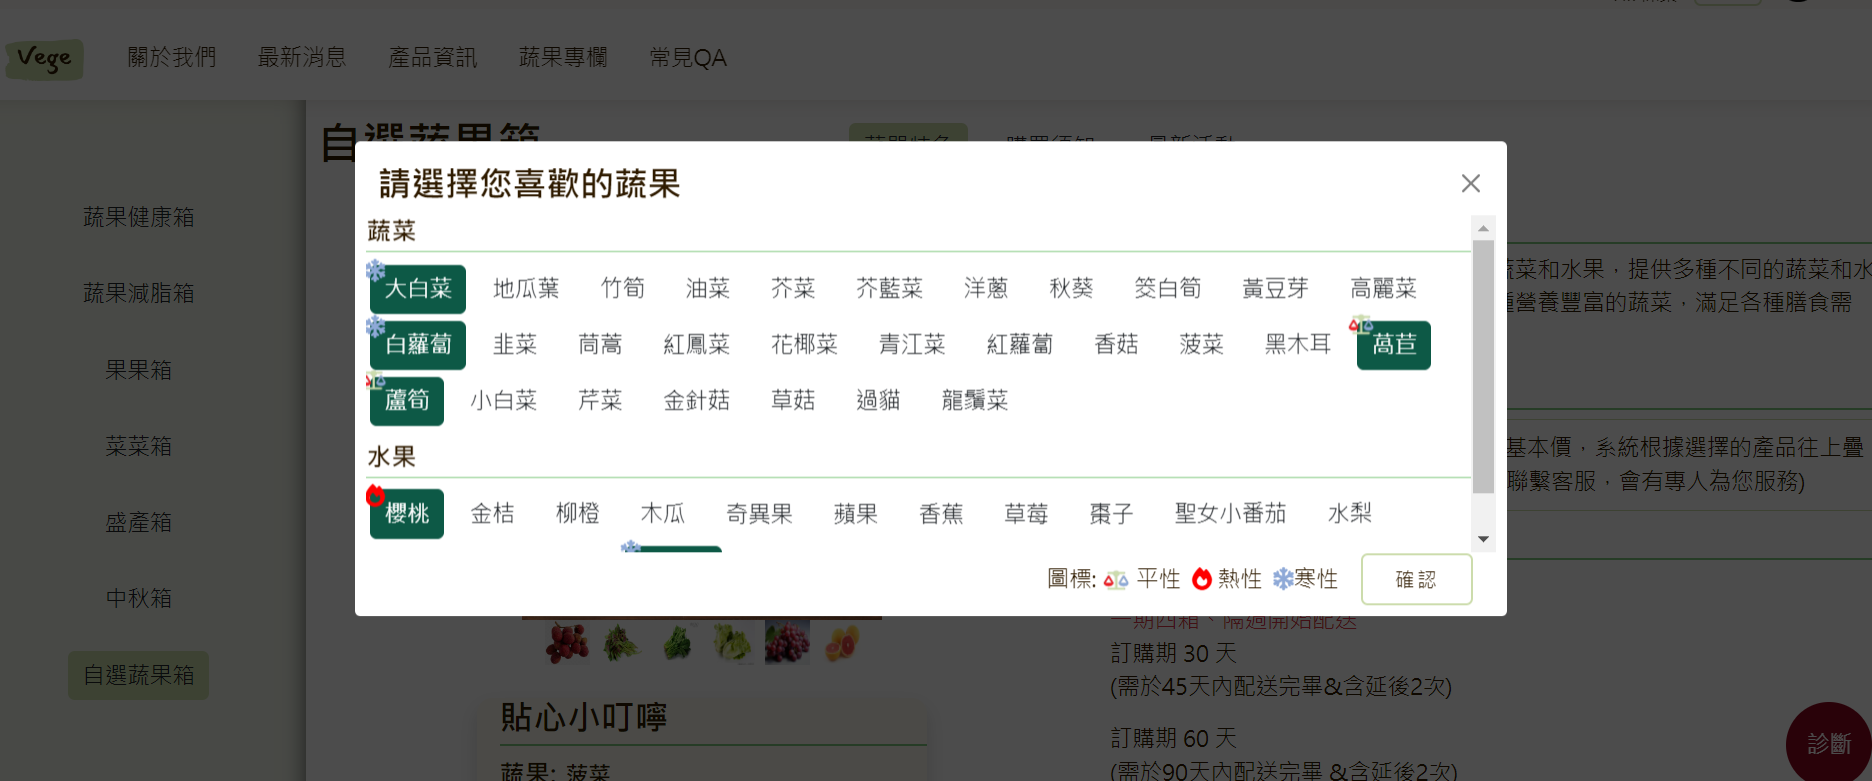 Vege 關於我們 最新消息 產品資訊 蔬果專欄 常見QA
自選蔬果箱
蔬果健康箱
蔬果減脂箱
果果箱
菜菜箱
盛產箱
中秋箱
自選蔬果箱
請選擇您喜歡的蔬果
蔬菜
大白菜 地瓜葉 竹筍 油菜 芥菜 芥藍菜 洋蔥 秋葵 筊白筍 黃豆芽 高麗菜
白蘿蔔 韭菜 茼蒿 紅鳳菜 花椰菜 青江菜 紅蘿蔔 香菇 菠菜 黑木耳 萵苣
蘆筍 小白菜 芹菜 金針菇 草菇 過貓 龍鬚菜
水果
櫻桃 金桔 柳橙 木瓜 奇異果 蘋果 香蕉 草莓 棗子 聖女小番茄 水梨
圖標: 平性 熱性 寒性 確認
菜和水果，提供多種不同的蔬菜和水
營養豐富的蔬菜，滿足各種膳食需
基本價，系統根據選擇的產品往上疊
聯繫客服，會有專人為您服務)
一期四箱、隔週開始配送
訂購期 30 天
(需於45天內配送完畢&含延後2次)
訂購期 60 天
(需於90天內配送完畢 &含延後2次)
貼心小叮嚀
蔬果: 菠菜
診斷